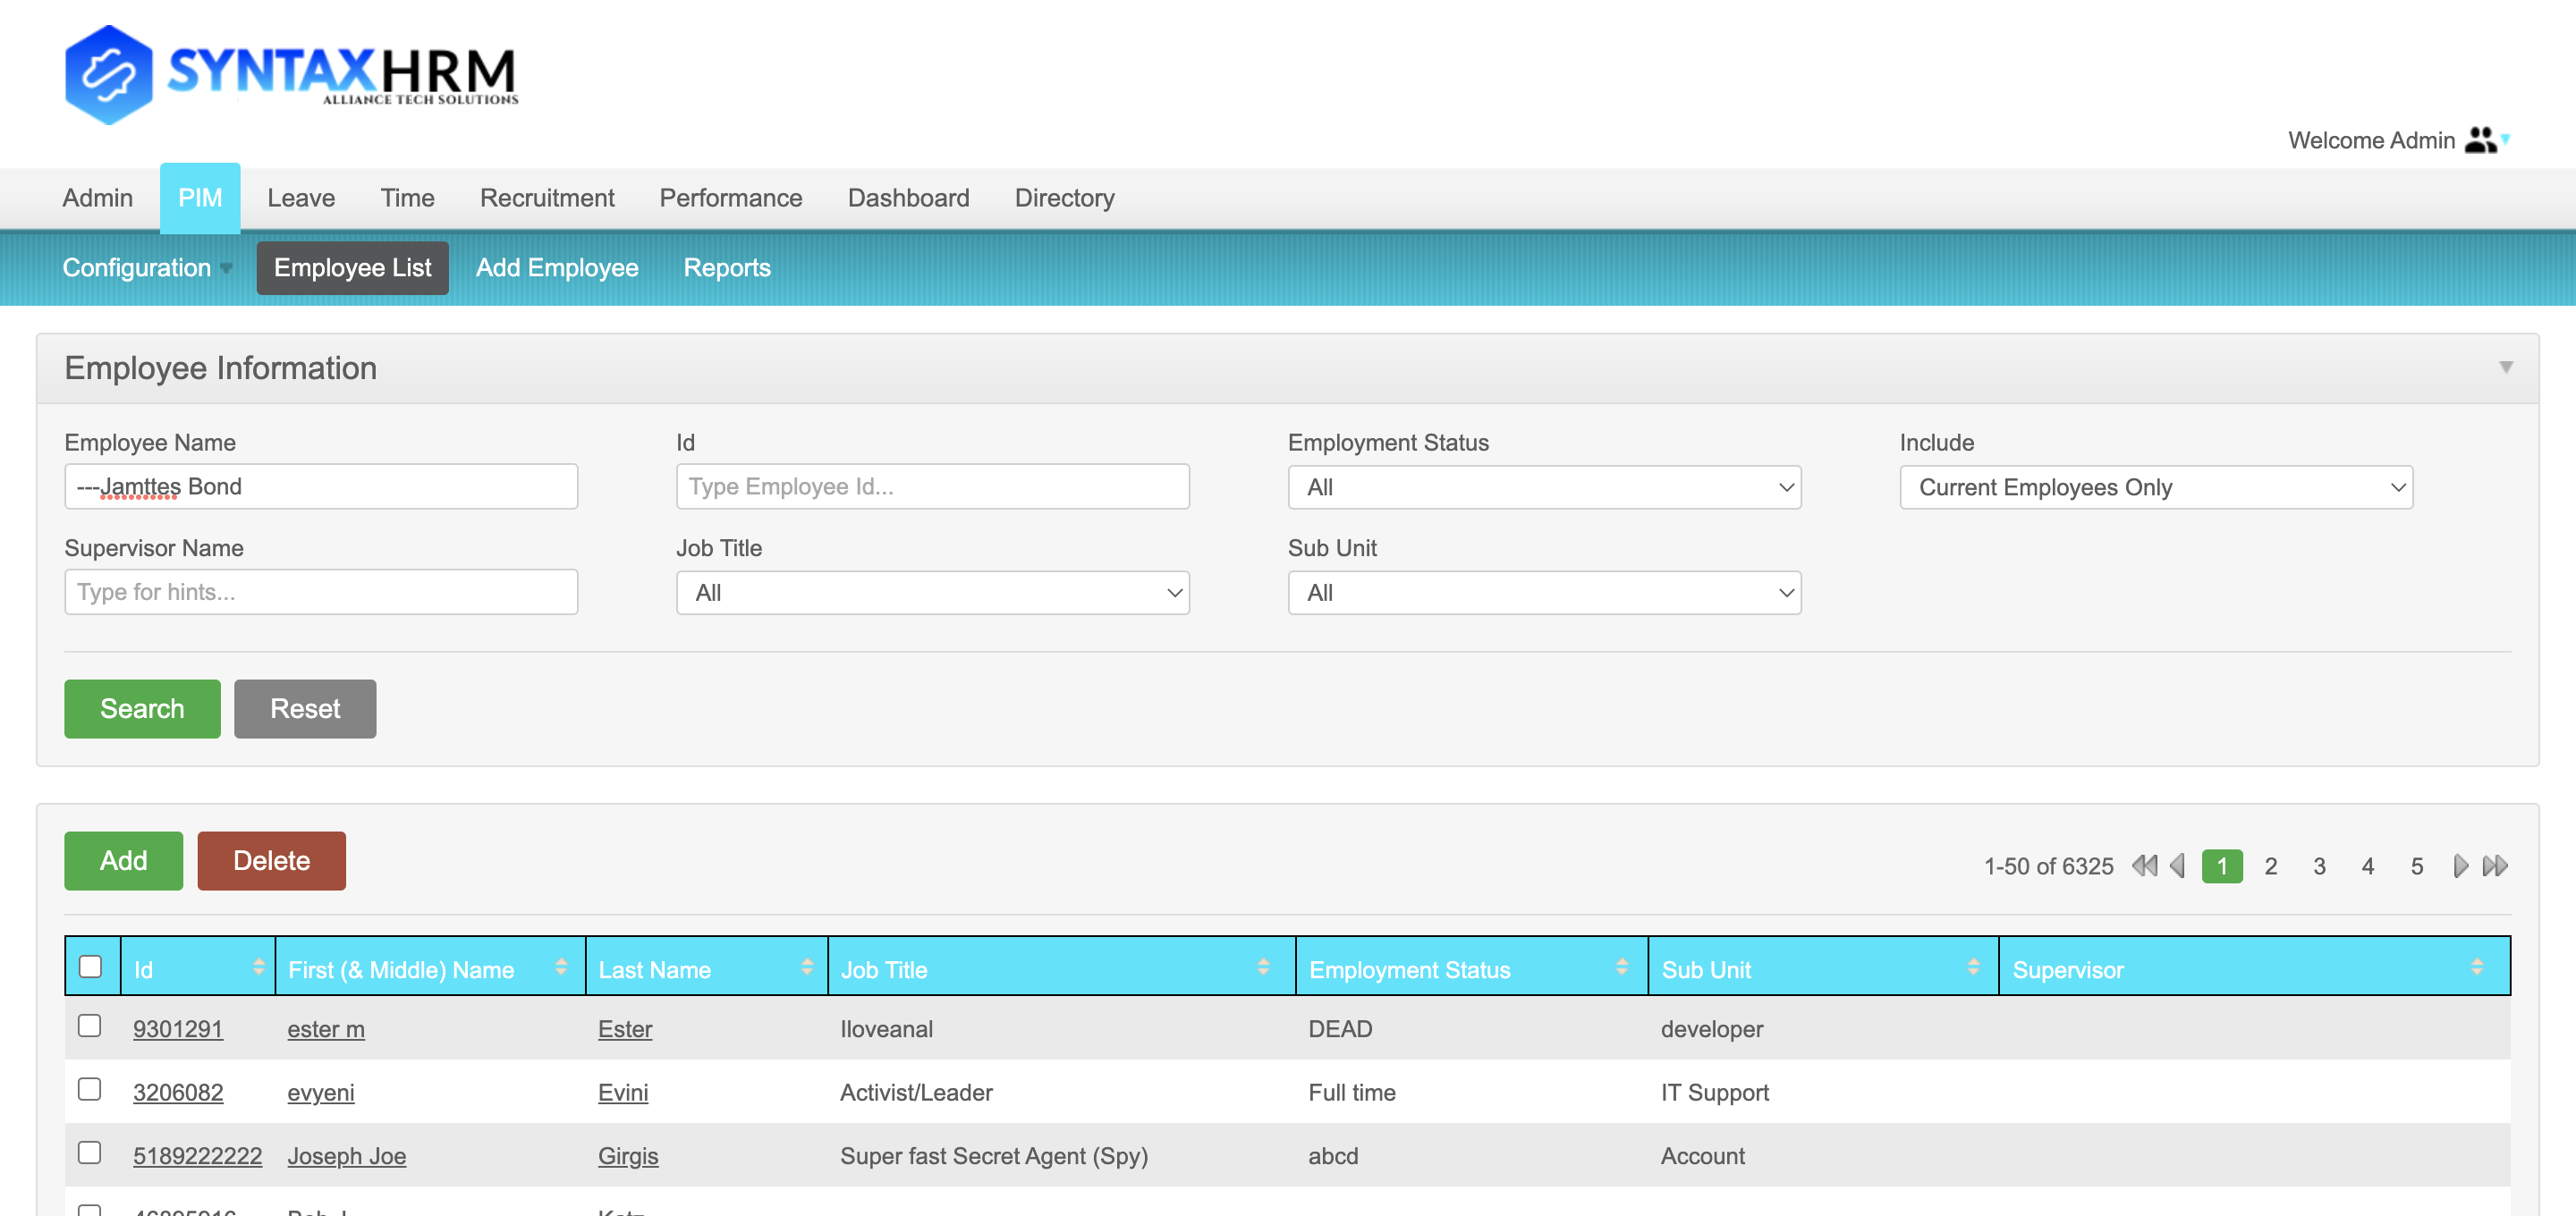 SYNTAXHRM
ALLIANCE TECH SOLUTIONS
Welcome Admin
Admin PIM Leave Time Recruitment Performance Dashboard Directory
Configuration Employee List Add Employee Reports
Employee Information
Employee Name Id Employment Status Include
---Jamttes Bond Type Employee Id... All Current Employees Only
Supervisor Name Job Title Sub Unit
Type for hints... All All
Search Reset
Add Delete 1-50 of 6325 1 2 3 4 5
Id First (& Middle) Name Last Name Job Title Employment Status Sub Unit Supervisor
9301291 ester m Ester Iloveanal DEAD developer
3206082 evyeni Evini Activist/Leader Full time IT Support
5189222222 Joseph Joe Girgis Super fast Secret Agent (Spy) abcd Account